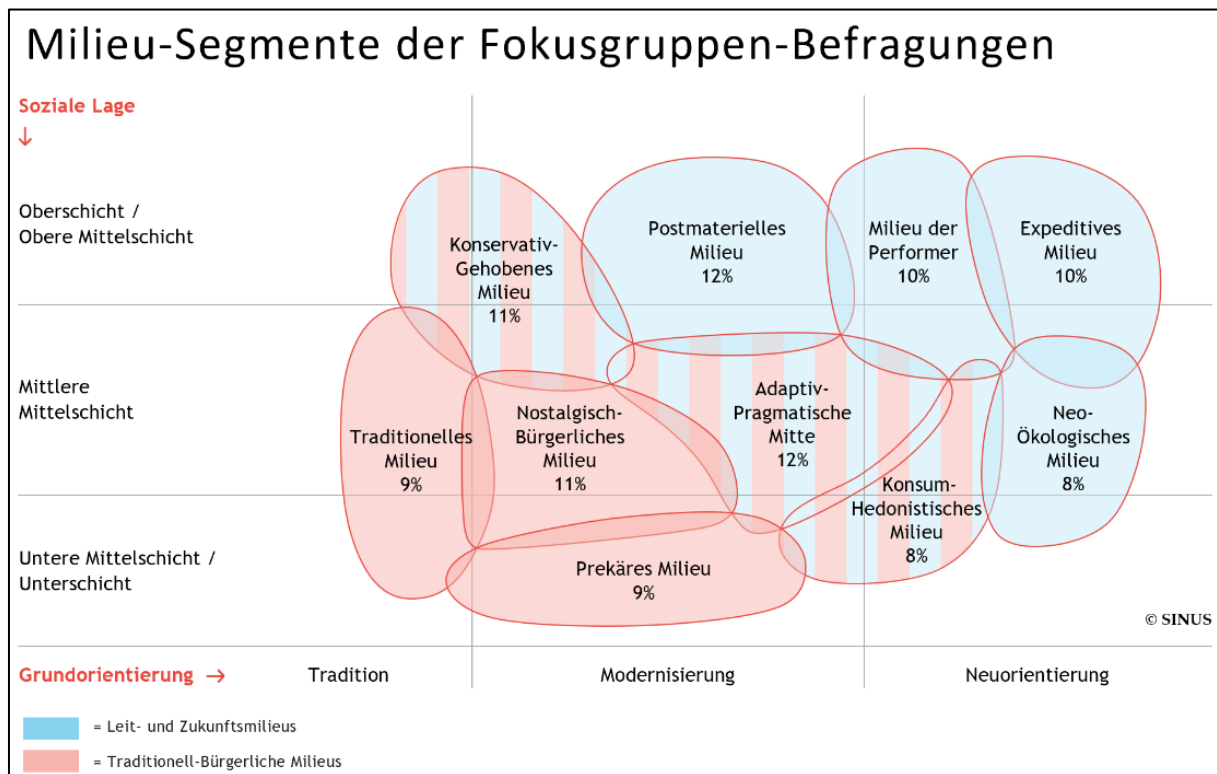 Milieu-Segmente der Fokusgruppen-Befragungen
Soziale Lage
↓
Oberschicht /
Obere Mittelschicht
Konservativ-
Gehobenes
Milieu
11%
Postmaterielles
Milieu
12%
Milieu der
Performer
10%
Expeditives
Milieu
10%
Mittlere
Mittelschicht
Traditionelles
Milieu
9%
Nostalgisch-
Bürgerliches
Milieu
11%
Adaptiv-
Pragmatische
Mitte
12%
Konsum-
Hedonistisches
Milieu
8%
Neo-
Ökologisches
Milieu
8%
Untere Mittelschicht /
Unterschicht
Prekäres Milieu
9%
© SINUS
Grundorientierung →
Tradition
Modernisierung
Neuorientierung
= Leit- und Zukunftsmilieus
= Traditionell-Bürgerliche Milieus